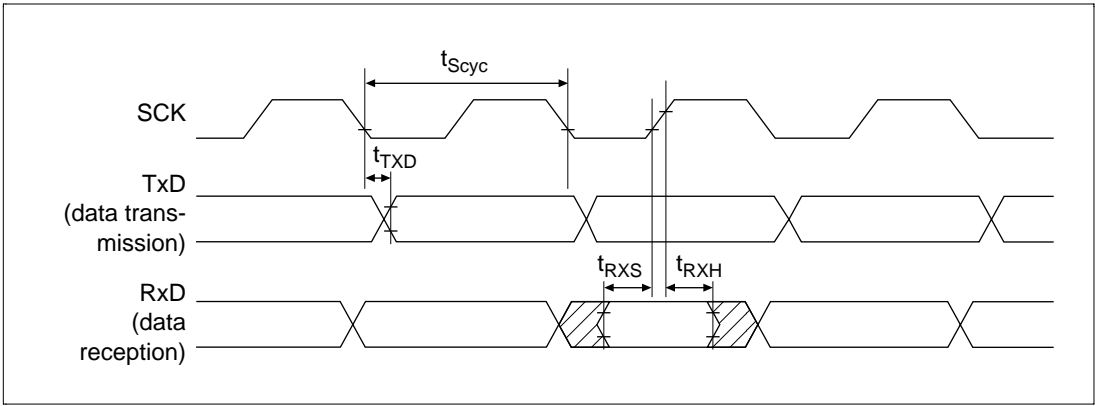 tScyc
SCK
tTXD
TxD
(data trans-
mission)
tRXS
tRXH
RxD
(data
reception)